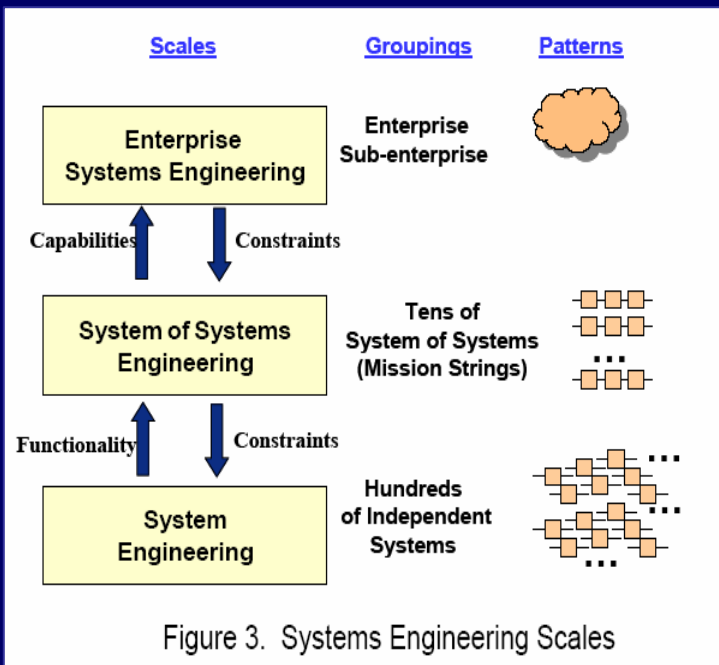 Scales Groupings Patterns
Enterprise
Systems Engineering
Enterprise
Sub-enterprise
Capabilities Constraints
System of Systems
Engineering
Tens of
System of Systems
(Mission Strings)
...
Functionality Constraints
System
Engineering
Hundreds
of Independent
Systems
...
...
...
Figure 3. Systems Engineering Scales